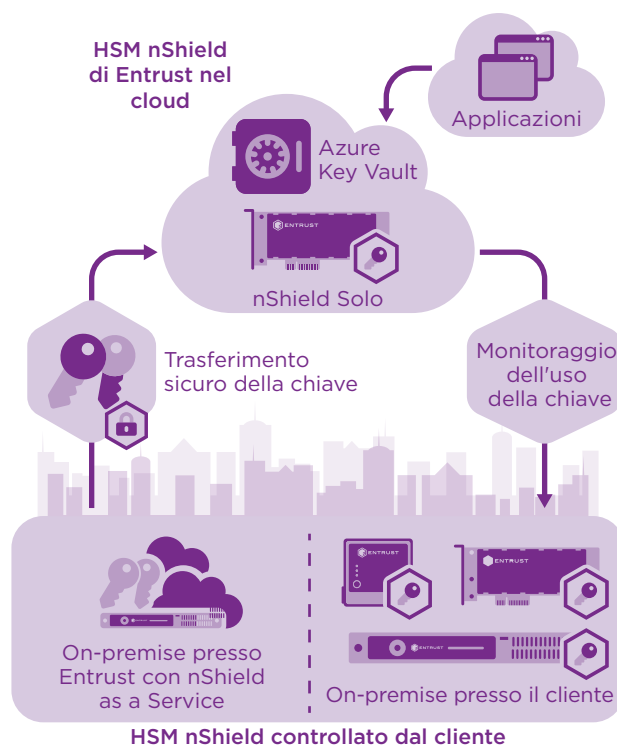 HSM nShield
di Entrust nel
cloud
Applicazioni
Azure
Key Vault
ENTRUST
nShield Solo
Trasferimento
sicuro della chiave
Monitoraggio
dell'uso
della chiave
ENTRUST
ENTRUST
ENTRUST
On-premise presso
Entrust con nShield
as a Service
On-premise presso il cliente
HSM nShield controllato dal cliente